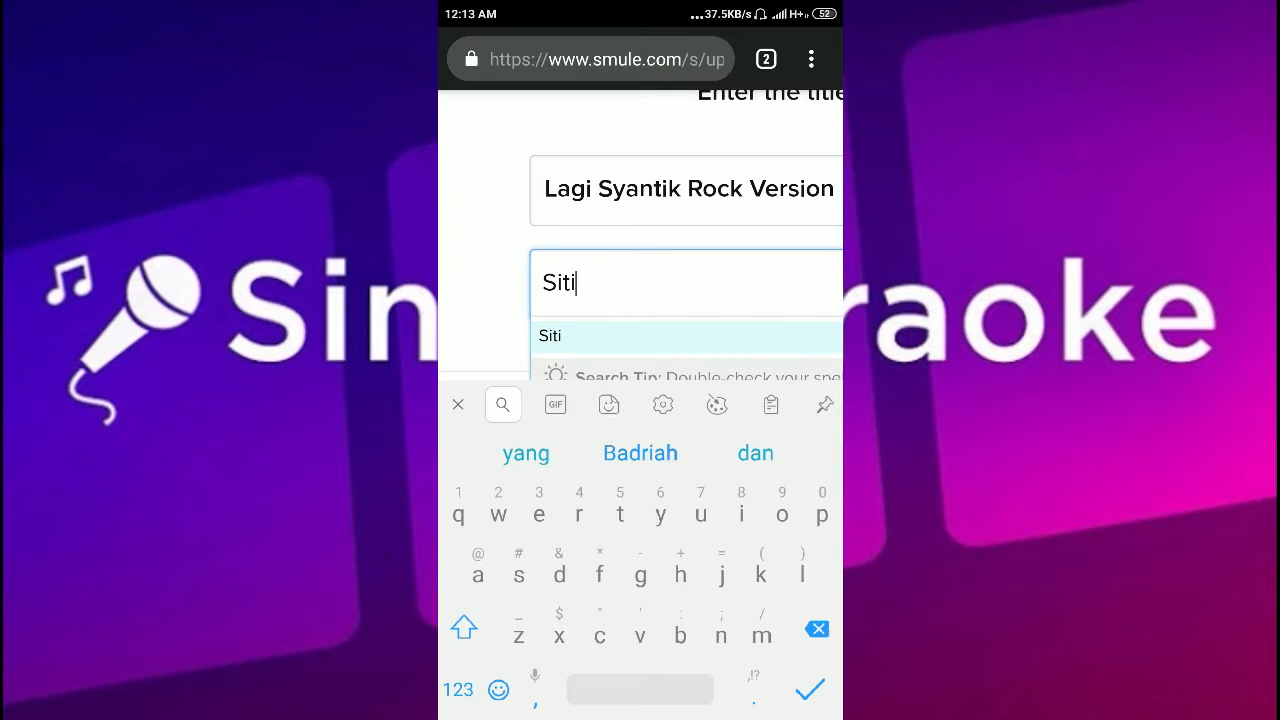 12:13 AM ...37.5KB/s H+ 52
https://www.smule.com/s/up 2
Enter the title
Lagi Syantik Rock Version
Siti
Sin raoke
Siti
Search Tip: Double-check your spel
GIF
yang Badriah dan
1 2 3 4 5 6 7 8 9 0
q w e r t y u i o p
@ # & * - + = ( )
a s d f g h j k l
_ $ " ' : ; /
z x c v b n m
,!?
123 , .